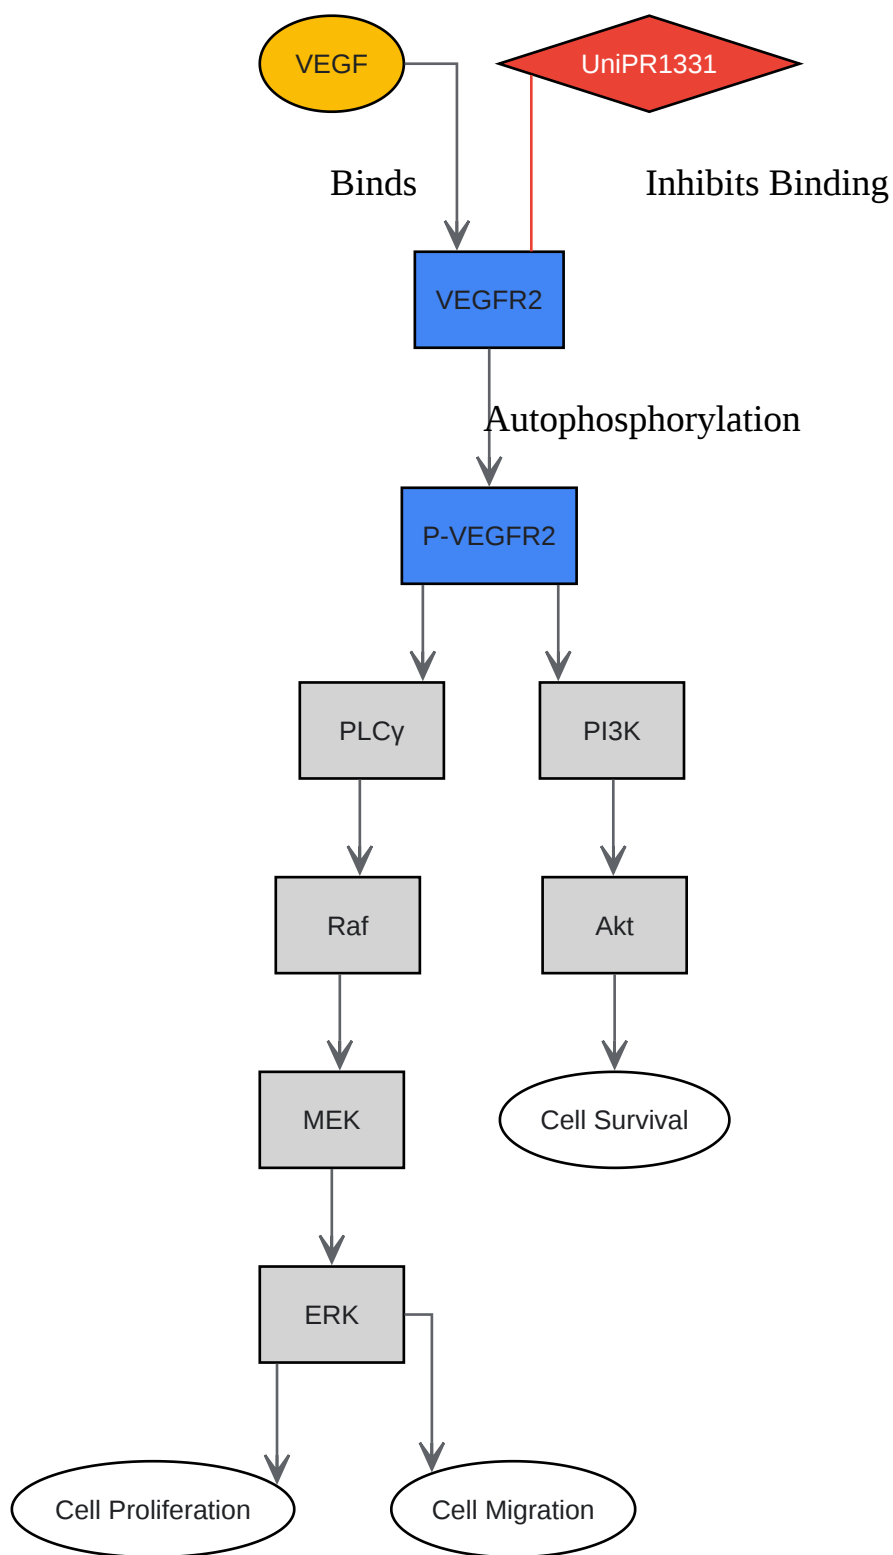 VEGF
UniPR1331
Binds
Inhibits Binding
VEGFR2
Autophosphorylation
P-VEGFR2
PLCγ
PI3K
Raf
Akt
MEK
Cell Survival
ERK
Cell Proliferation
Cell Migration